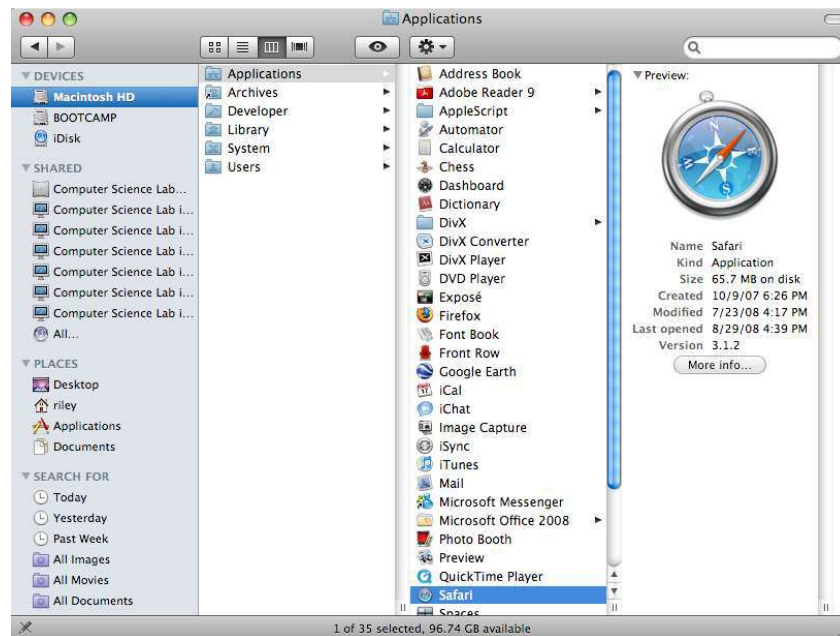 Applications
DEVICES
Macintosh HD
BOOTCAMP
iDisk
SHARED
Computer Science Lab...
Computer Science Lab i...
Computer Science Lab i...
Computer Science Lab i...
Computer Science Lab i...
Computer Science Lab i...
Computer Science Lab i...
All...
PLACES
Desktop
riley
Applications
Documents
SEARCH FOR
Today
Yesterday
Past Week
All Images
All Movies
All Documents
Applications
Archives
Developer
Library
System
Users
Address Book
Adobe Reader 9
AppleScript
Automator
Calculator
Chess
Dashboard
Dictionary
DivX
DivX Converter
DivX Player
DVD Player
Exposé
Firefox
Font Book
Front Row
Google Earth
iCal
iChat
Image Capture
iSync
iTunes
Mail
Microsoft Messenger
Microsoft Office 2008
Photo Booth
Preview
QuickTime Player
Safari
Spaces
Preview:
Name Safari
Kind Application
Size 65.7 MB on disk
Created 10/9/07 6:26 PM
Modified 7/23/08 4:17 PM
Last opened 8/29/08 4:39 PM
Version 3.1.2
More info...
1 of 35 selected, 96.74 GB available